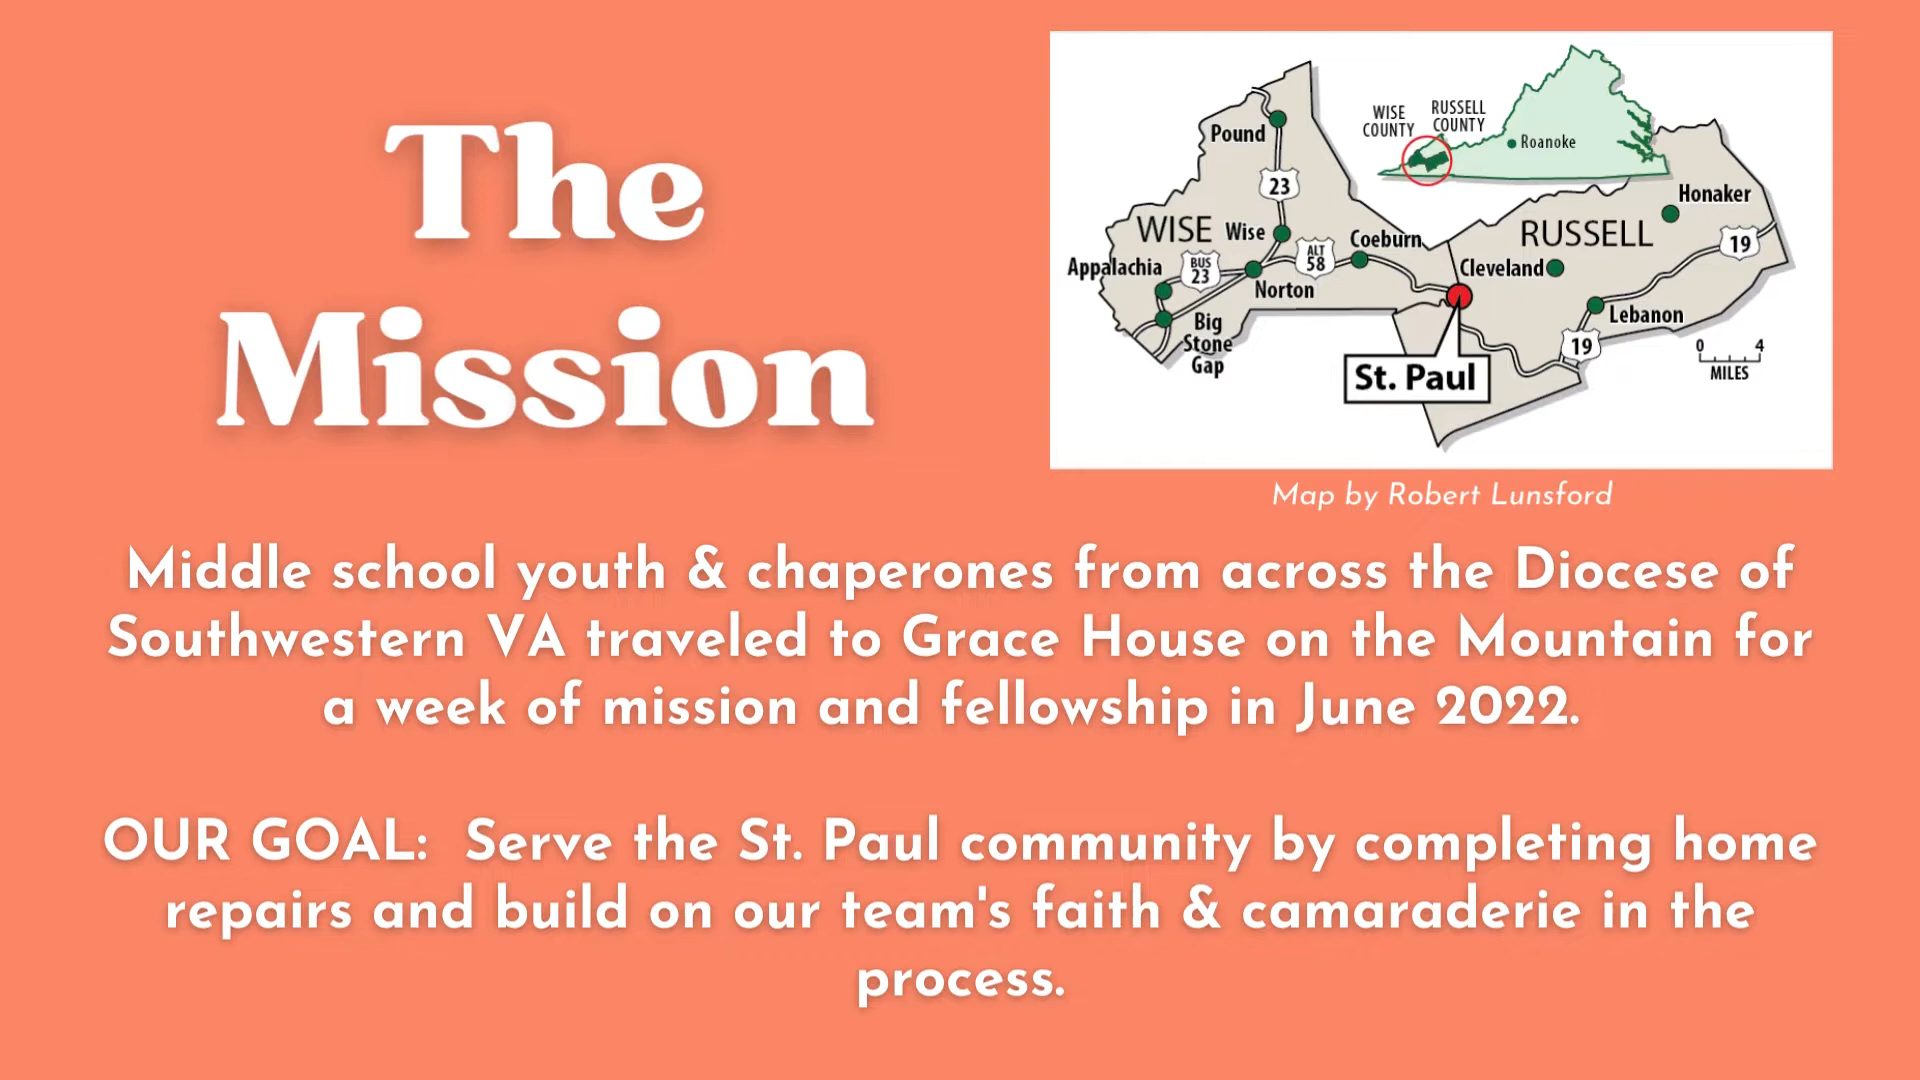 The
Mission
WISE
COUNTY
RUSSELL
COUNTY
Roanoke
Pound
23
Honaker
WISE
Wise
RUSSELL
19
Coeburn
ALT
58
Appalachia
BUS
23
Cleveland
Norton
Lebanon
Big
Stone
Gap
19
0 4
MILES
St. Paul
Map by Robert Lunsford
Middle school youth & chaperones from across the Diocese of
Southwestern VA traveled to Grace House on the Mountain for
a week of mission and fellowship in June 2022.
OUR GOAL:  Serve the St. Paul community by completing home
repairs and build on our team's faith & camaraderie in the
process.